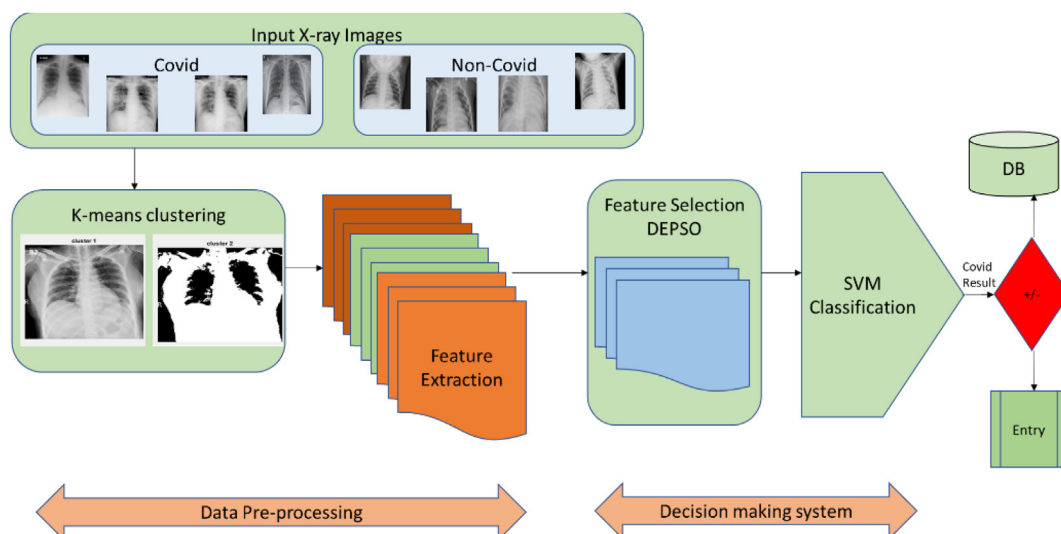 Input X-ray Images
Covid
Non-Covid
K-means clustering
cluster 1
cluster 2
Feature
Extraction
Feature Selection
DEPSO
SVM
Classification
Covid
Result
+/-
DB
Entry
Data Pre-processing
Decision making system